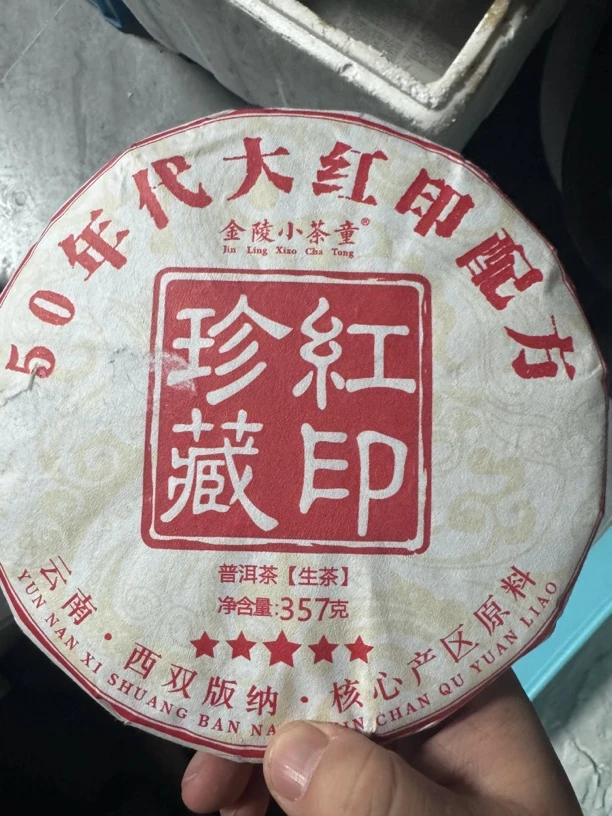 50年代大红印配方
金陵小茶童®
Jin Ling Xiao Cha Tong
紅印
珍藏
普洱茶【生茶】
净含量:357克
云南·西双版纳·核心产区原料
YUN NAN XI SHUANG BAN NA IN CHAN QU YUAN LIAO